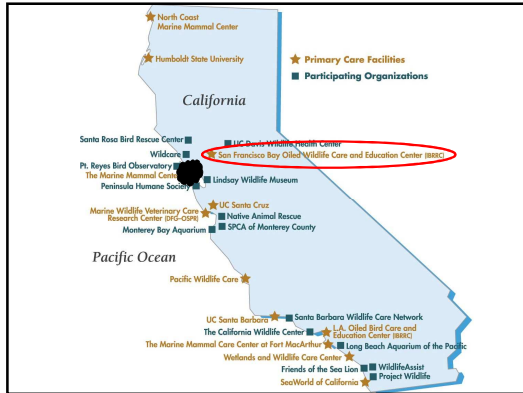 North Coast
Marine Mammal Center
Humboldt State University
Primary Care Facilities
Participating Organizations
California
Santa Rosa Bird Rescue Center
UC Davis Wildlife Health Center
Wildcare
San Francisco Bay Oiled Wildlife Care and Education Center (IBRRC)
Pt. Reyes Bird Observatory
The Marine Mammal Center
Lindsay Wildlife Museum
Peninsula Humane Society
UC Santa Cruz
Marine Wildlife Veterinary Care
Research Center (DFG-OSPR)
Native Animal Rescue
SPCA of Monterey County
Monterey Bay Aquarium
Pacific Ocean
Pacific Wildlife Care
UC Santa Barbara
Santa Barbara Wildlife Care Network
The California Wildlife Center
L.A. Oiled Bird Care and
Education Center (IBRRC)
The Marine Mammal Care Center at Fort MacArthur
Long Beach Aquarium of the Pacific
Wetlands and Wildlife Care Center
Friends of the Sea Lion
WildlifeAssist
Project Wildlife
SeaWorld of California